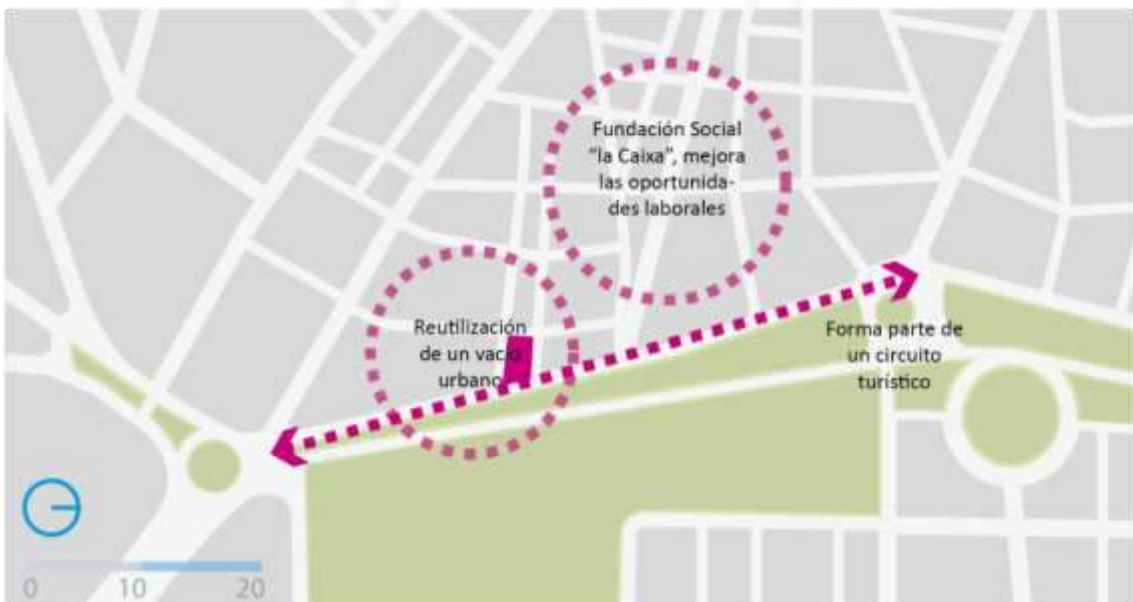 Fundación Social
"la Caixa", mejora
las oportunida-
des laborales
Reutilización
de un vacío
urbano
Forma parte de
un circuito
turístico
0 10 20